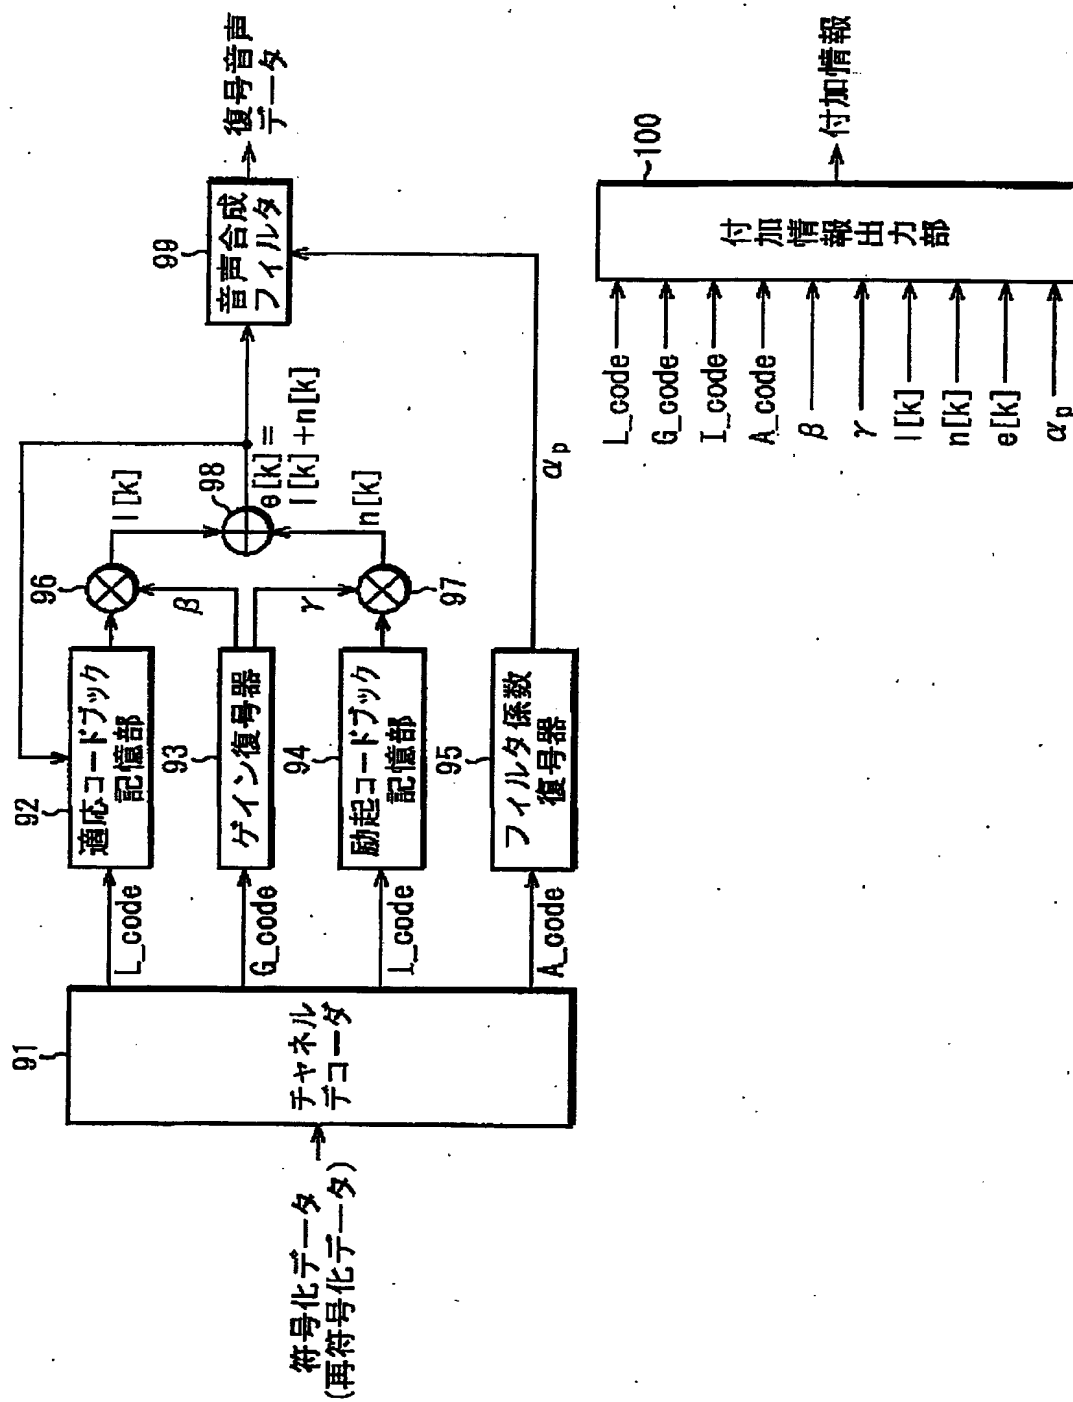 符号化データ
(再符号化データ)
91
チャネル
デコーダ
L_code
G_code
I_code
A_code
92
適応コードブック
記憶部
93
ゲイン復号器
94
励起コードブック
記憶部
95
フィルタ係数
復号器
96
β
γ
97
l[k]
98
e[k]=
l[k]+n[k]
n[k]
αp
99
音声合成
フィルタ
復号音声
データ
L_code
G_code
I_code
A_code
β
γ
l[k]
n[k]
e[k]
αp
100
付加情報出力部
付加情報